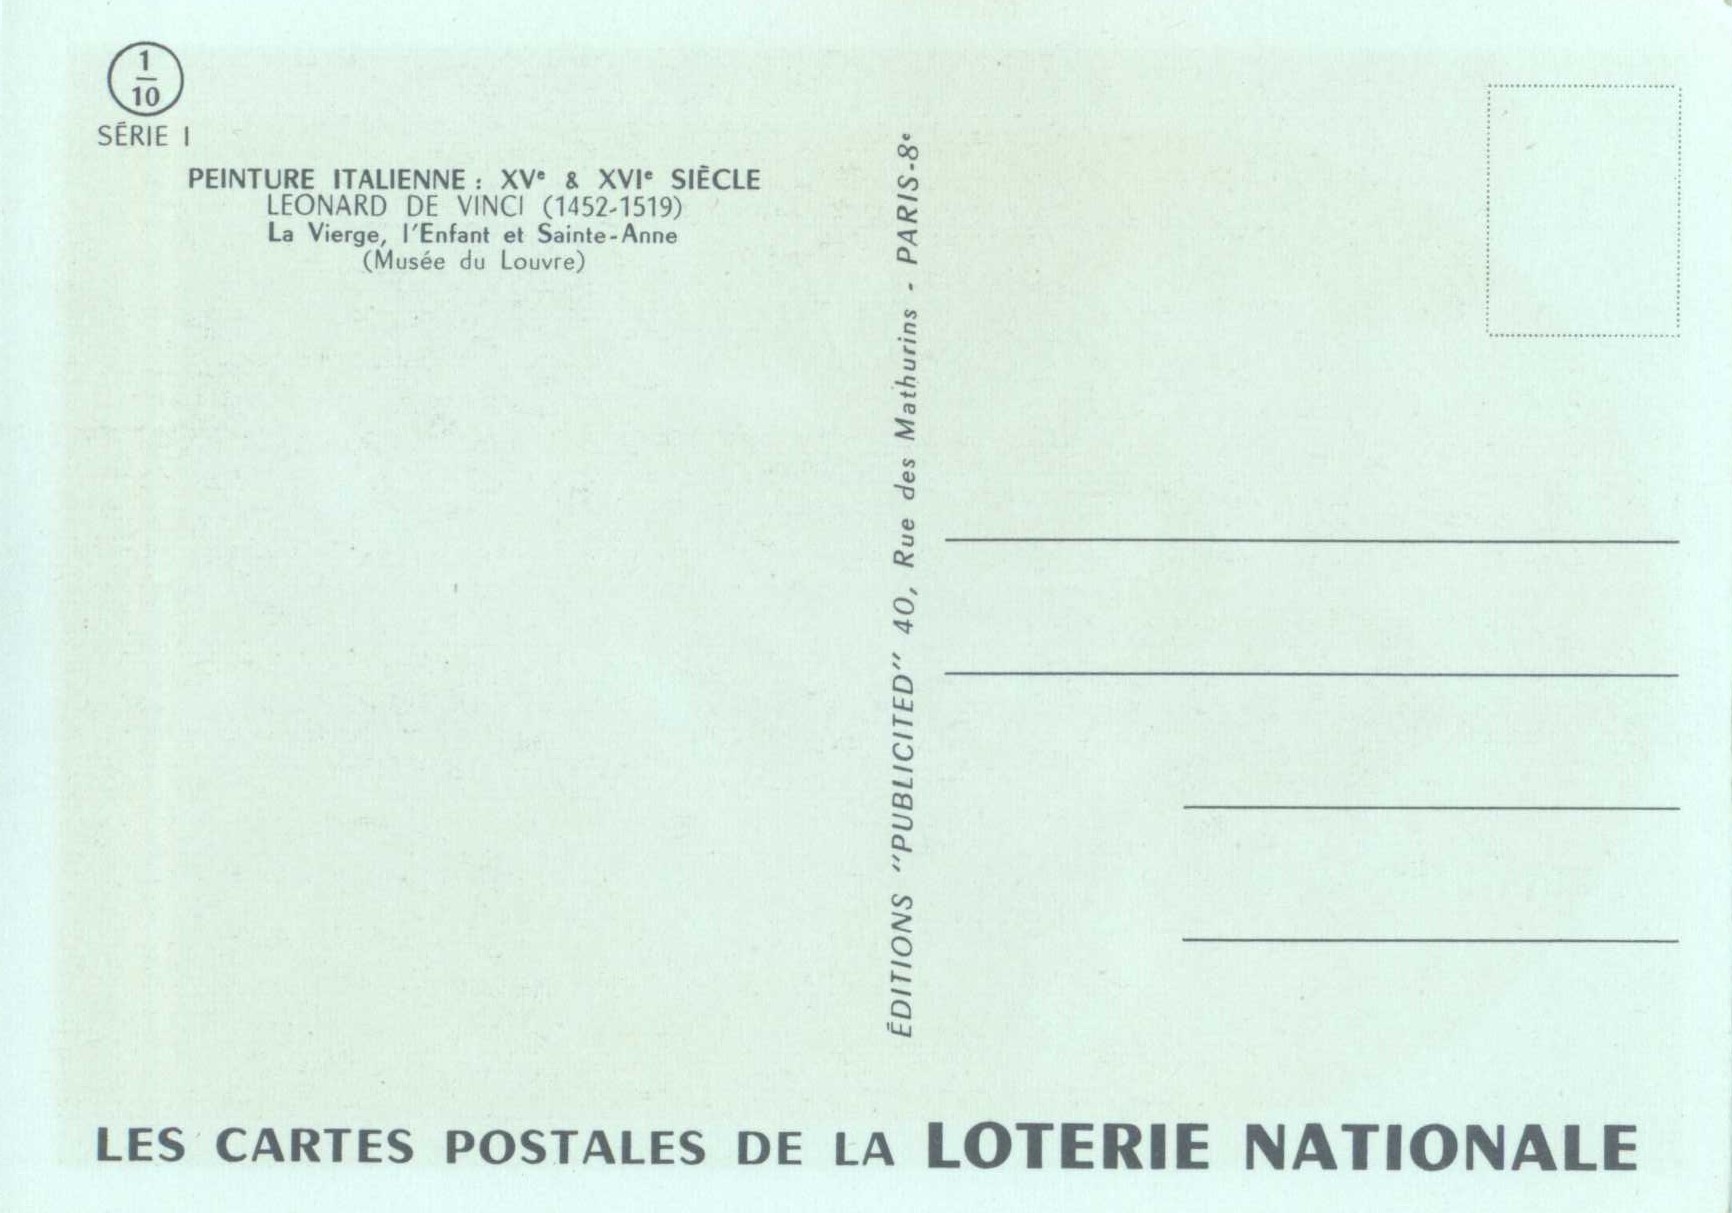 1
10
SÉRIE I
PEINTURE ITALIENNE : XVe & XVIe SIÈCLE
LEONARD DE VINCI (1452-1519)
La Vierge, l'Enfant et Sainte-Anne
(Musée du Louvre)
ÉDITIONS "PUBLICITED" 40, Rue des Mathurins - PARIS-8e
LES CARTES POSTALES DE LA LOTERIE NATIONALE